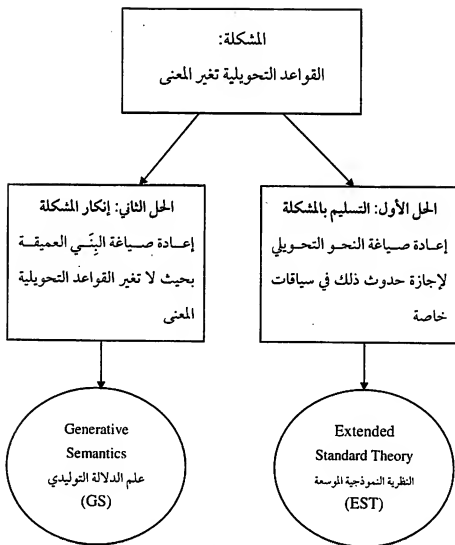 المشكلة:
القواعد التحويلية تغير المعنى
الحل الأول: التسليم بالمشكلة
إعادة صياغة النحو التحويلي
لإجازة حدوث ذلك في سياقات
خاصة
الحل الثاني: إنكار المشكلة
إعادة صياغة البِنّي العميقة
بحيث لا تغير القواعد التحويلية
المعنى
Extended
Standard Theory
النظرية النموذجية الموسعة
(EST)
Generative
Semantics
علم الدلالة التوليدي
(GS)